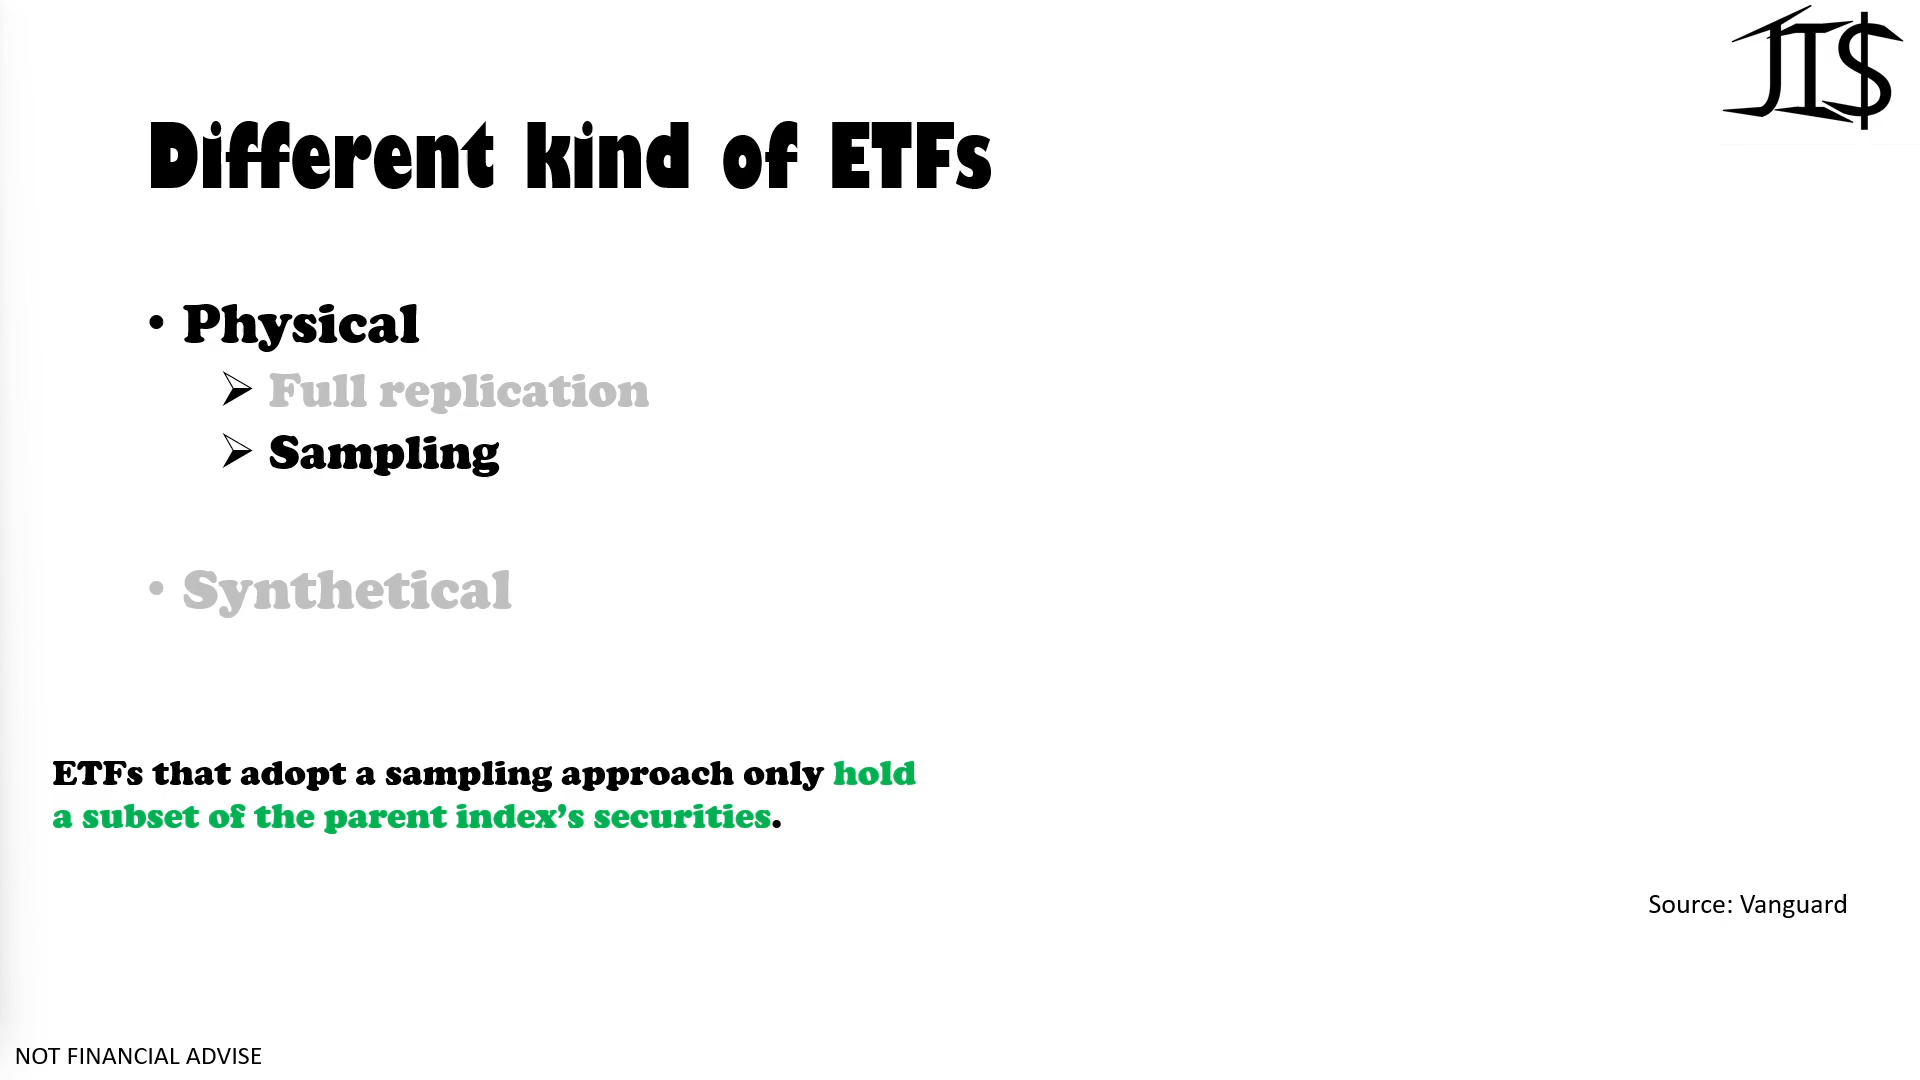 JI$
Different kind of ETFs
• Physical
➢ Full replication
➢ Sampling
• Synthetical
ETFs that adopt a sampling approach only hold
a subset of the parent index’s securities.
Source: Vanguard
NOT FINANCIAL ADVISE